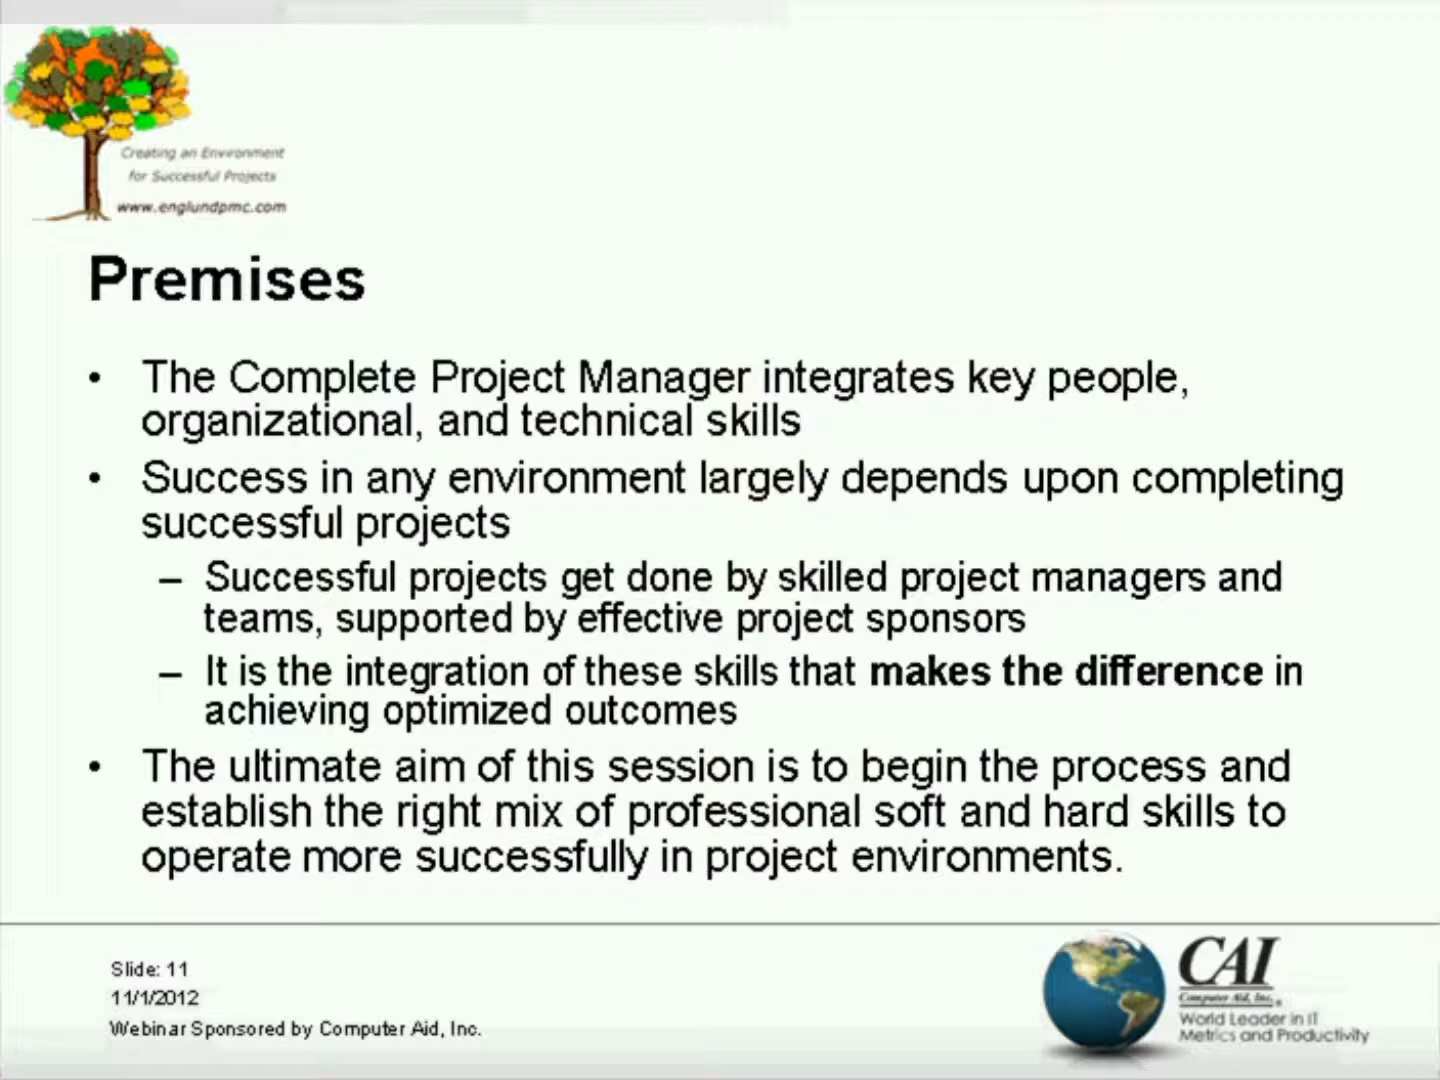 Creating an Environment
for Successful Projects
www.englundpmc.com
Premises
• The Complete Project Manager integrates key people,
organizational, and technical skills
• Success in any environment largely depends upon completing
successful projects
– Successful projects get done by skilled project managers and
teams, supported by effective project sponsors
– It is the integration of these skills that makes the difference in
achieving optimized outcomes
• The ultimate aim of this session is to begin the process and
establish the right mix of professional soft and hard skills to
operate more successfully in project environments.
Slide: 11
11/1/2012
Webinar Sponsored by Computer Aid, Inc.
CAI
Computer Aid, Inc.®
World Leader in IT
Metrics and Productivity